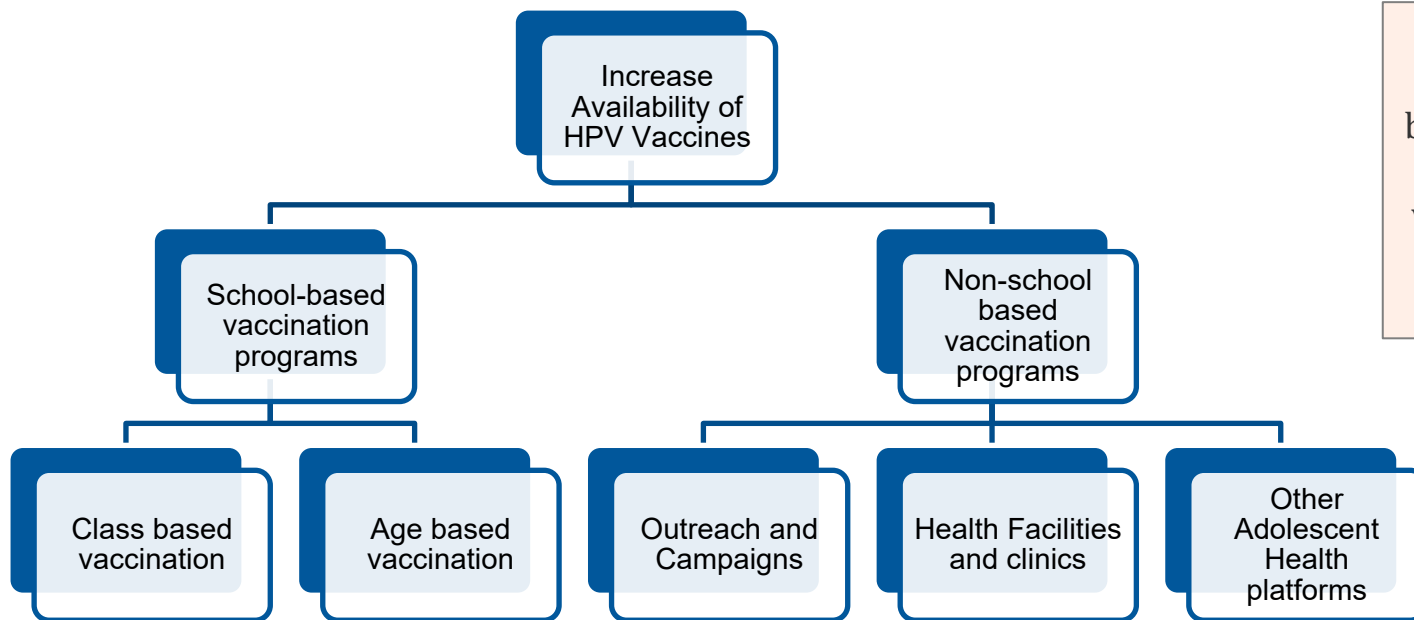 Increase
Availability of
HPV Vaccines
School-based
vaccination
programs
Non-school
based
vaccination
programs
Class based
vaccination
Age based
vaccination
Outreach and
Campaigns
Health Facilities
and clinics
Other
Adolescent
Health
platforms